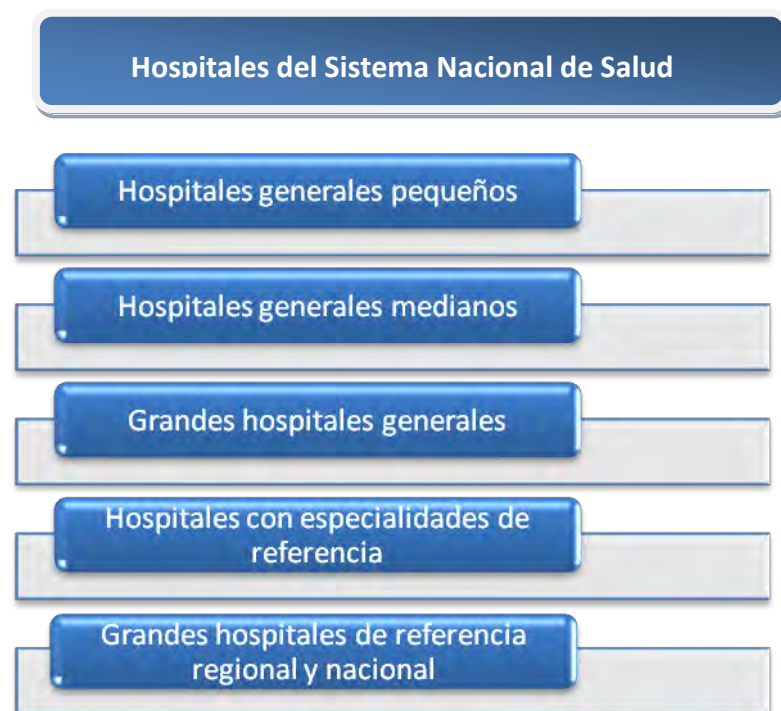 Hospitales del Sistema Nacional de Salud
Hospitales generales pequeños
Hospitales generales medianos
Grandes hospitales generales
Hospitales con especialidades de
referencia
Grandes hospitales de referencia
regional y nacional